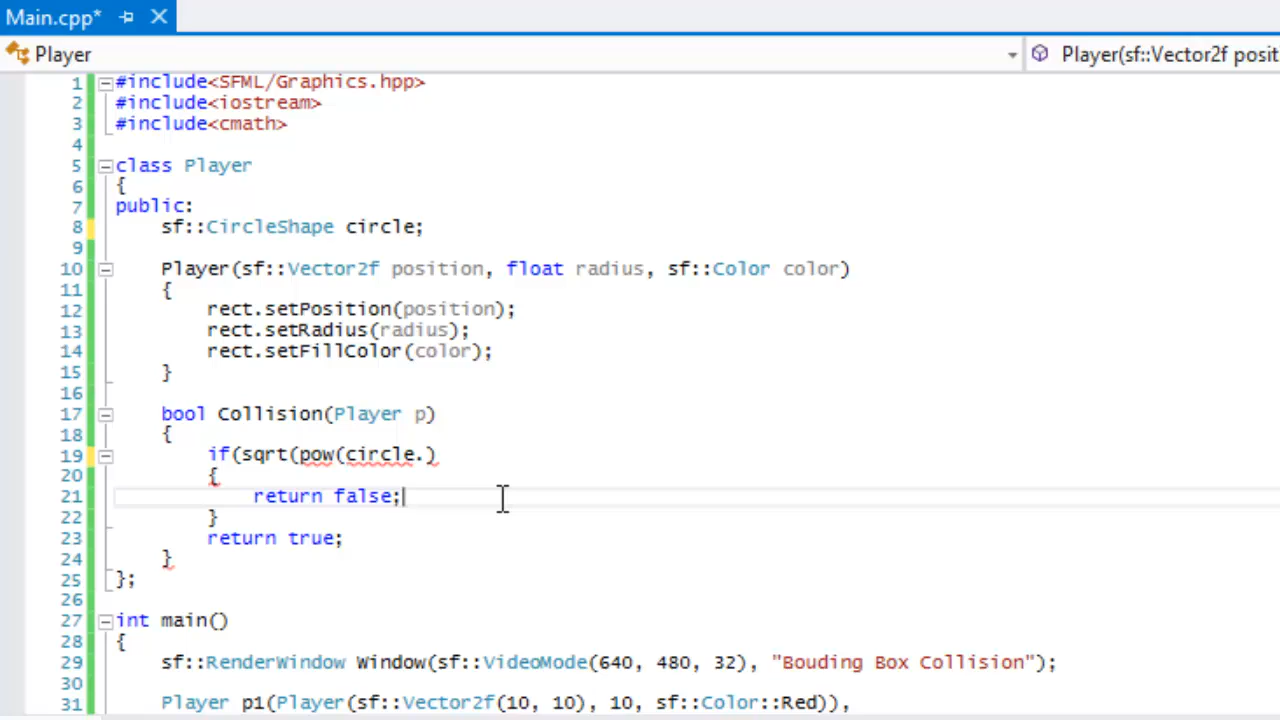 Main.cpp*
Player Player(sf::Vector2f posit
1 #include<SFML/Graphics.hpp>
2 #include<iostream>
3 #include<cmath>
4
5 class Player
6 {
7 public:
8 sf::CircleShape circle;
9
10 Player(sf::Vector2f position, float radius, sf::Color color)
11 {
12 rect.setPosition(position);
13 rect.setRadius(radius);
14 rect.setFillColor(color);
15 }
16
17 bool Collision(Player p)
18 {
19 if(sqrt(pow(circle.)
20 {
21 return false;
22 }
23 return true;
24 }
25 };
26
27 int main()
28 {
29 sf::RenderWindow Window(sf::VideoMode(640, 480, 32), "Bouding Box Collision");
30
31 Player p1(Player(sf::Vector2f(10, 10), 10, sf::Color::Red)),